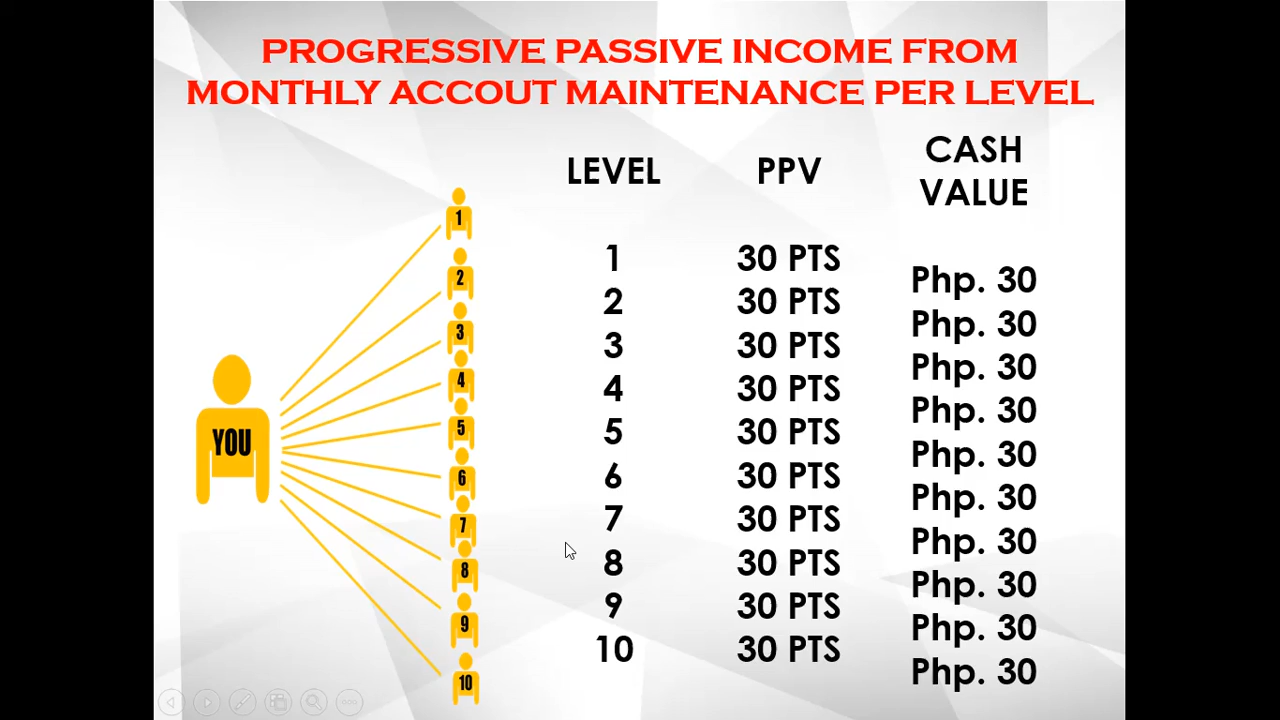 PROGRESSIVE PASSIVE INCOME FROM
MONTHLY ACCOUT MAINTENANCE PER LEVEL
LEVEL PPV CASH
VALUE
1 30 PTS Php. 30
2 30 PTS Php. 30
3 30 PTS Php. 30
4 30 PTS Php. 30
5 30 PTS Php. 30
6 30 PTS Php. 30
7 30 PTS Php. 30
8 30 PTS Php. 30
9 30 PTS Php. 30
10 30 PTS Php. 30
YOU
1
2
3
4
5
6
7
8
9
10